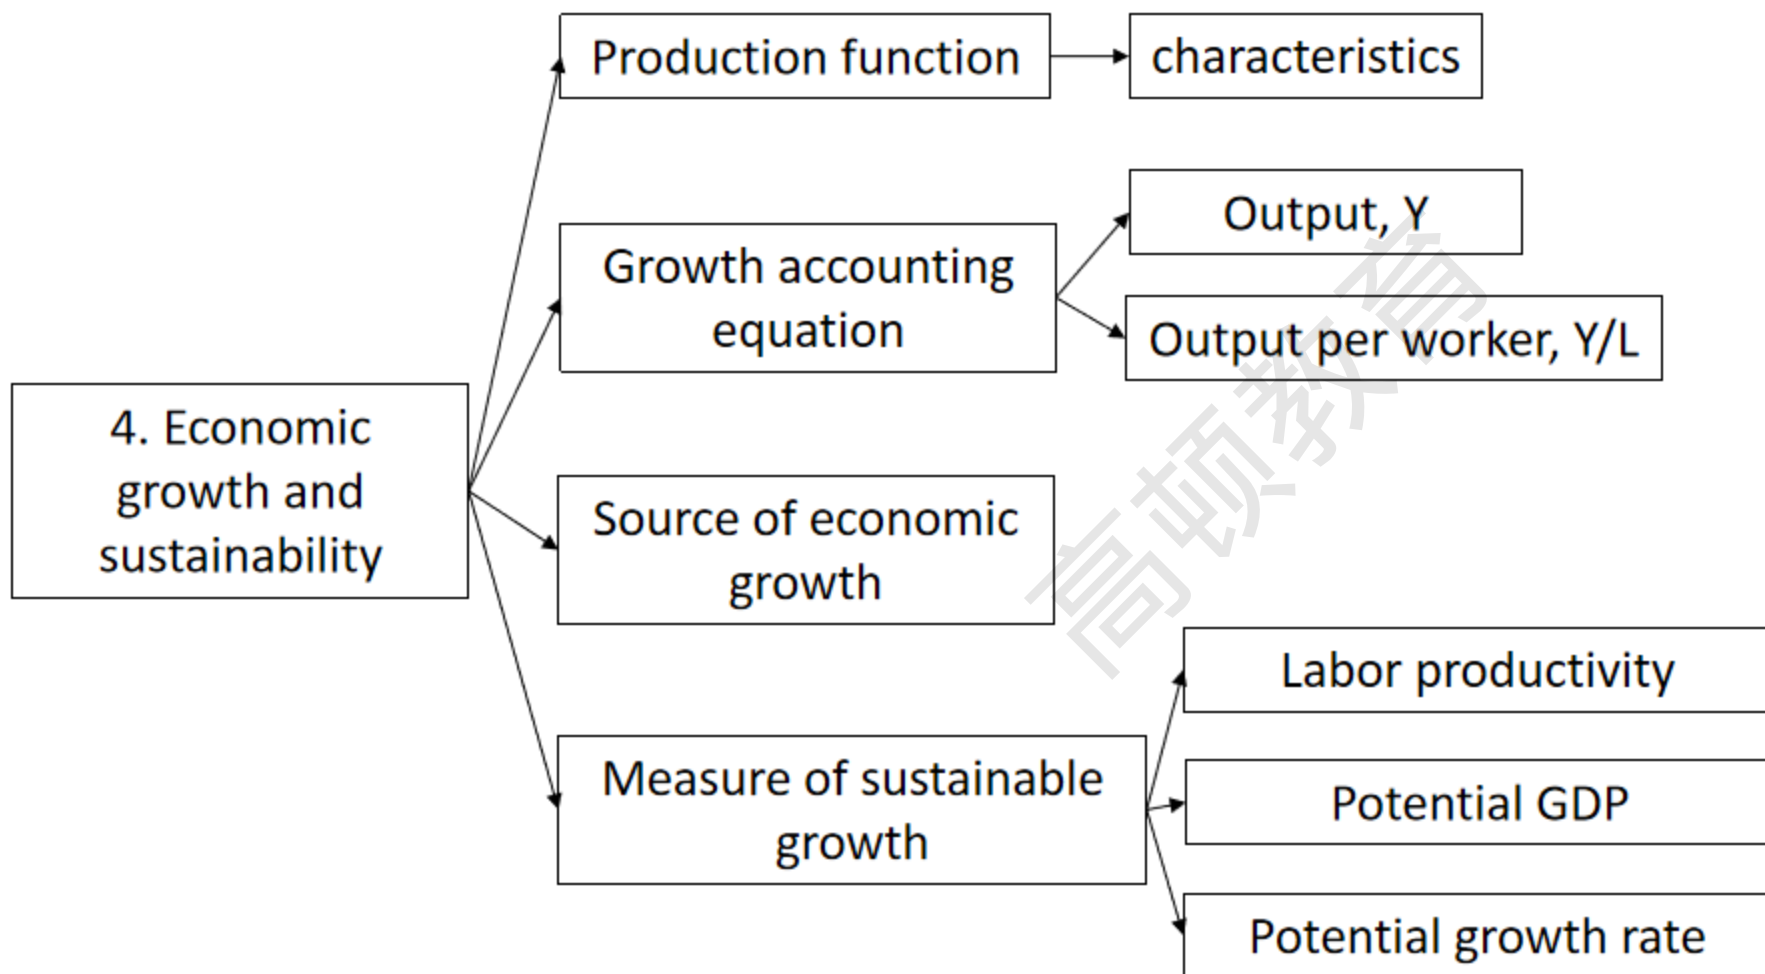 Production function
characteristics
Output, Y
Growth accounting
equation
Output per worker, Y/L
4. Economic
growth and
sustainability
Source of economic
growth
Labor productivity
Measure of sustainable
growth
Potential GDP
Potential growth rate
高顿教育